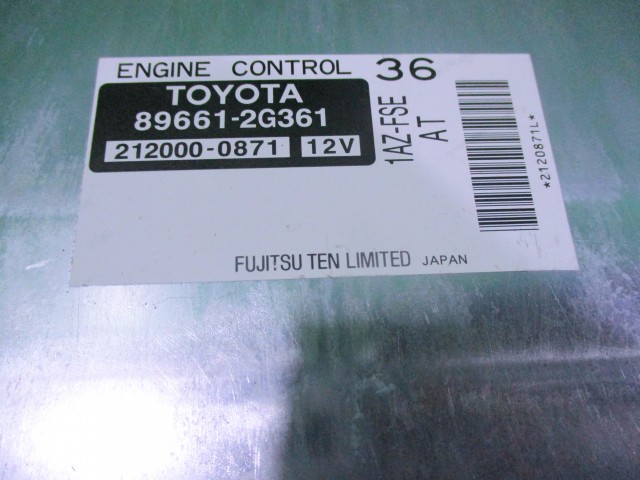 ENGINE CONTROL 36
TOYOTA
89661-2G361
212000-0871 12V
1AZ-FSE
AT
*2120871L*
FUJITSU TEN LIMITED JAPAN